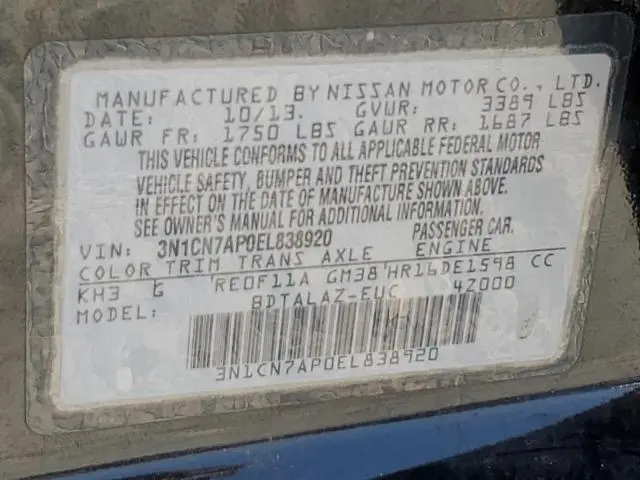 MANUFACTURED BY NISSAN MOTOR CO., LTD.
DATE: 10/13. GVWR: 3389 LBS
GAWR FR: 1750 LBS GAWR RR: 1687 LBS
THIS VEHICLE CONFORMS TO ALL APPLICABLE FEDERAL MOTOR
VEHICLE SAFETY, BUMPER AND THEFT PREVENTION STANDARDS
IN EFFECT ON THE DATE OF MANUFACTURE SHOWN ABOVE.
SEE OWNER'S MANUAL FOR ADDITIONAL INFORMATION.
VIN: 3N1CN7AP0EL838920 PASSENGER CAR.
COLOR TRIM TRANS AXLE ENGINE
KH3 G RE0F11A GM38 HR16DE1598 CC
MODEL: BDTALAZ-EUC 42000
3N1CN7AP0EL838920